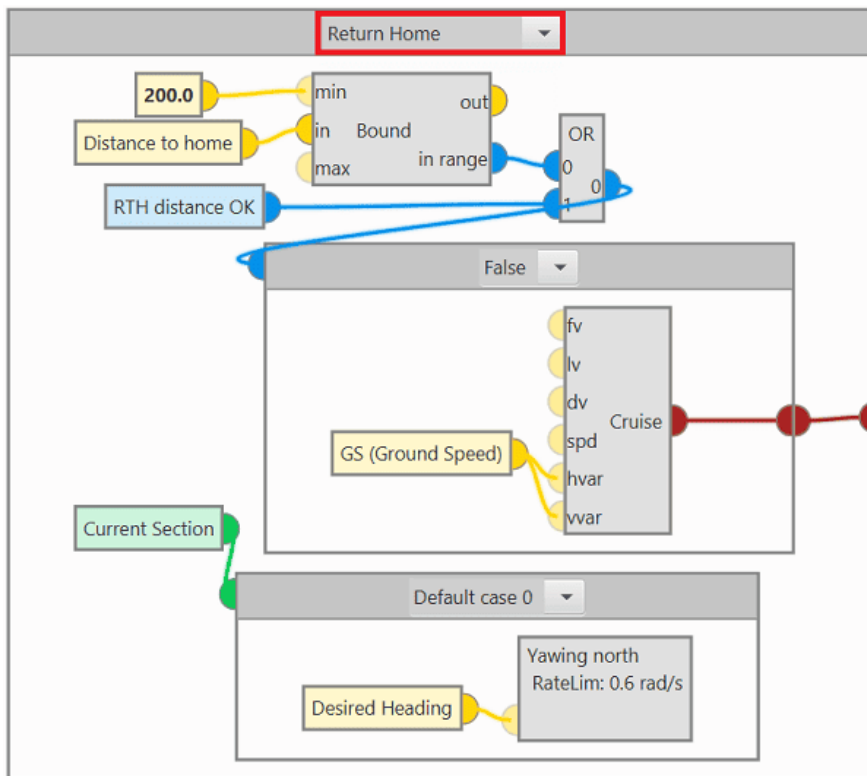 Return Home
200.0
min
out
Distance to home
in
Bound
max
in range
OR
0
0
RTH distance OK
1
False
fv
lv
dv
Cruise
spd
GS (Ground Speed)
hvar
vvar
Current Section
Default case 0
Yawing north
RateLim: 0.6 rad/s
Desired Heading